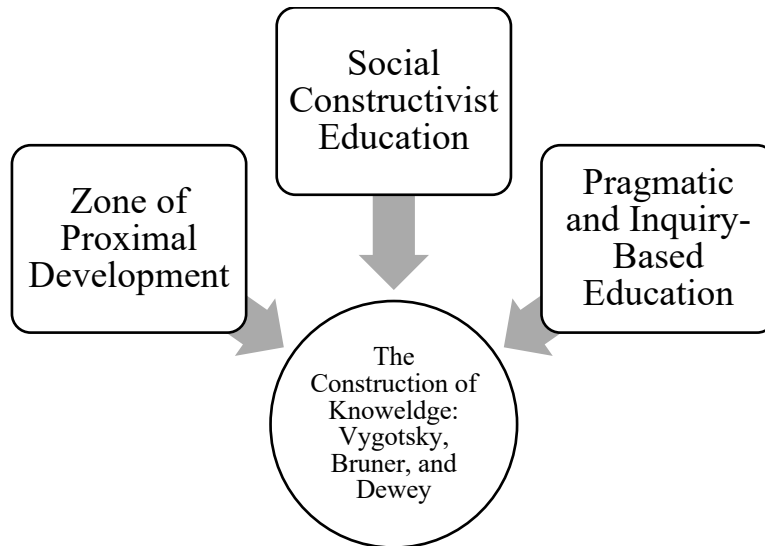 Social
Constructivist
Education
Zone of
Proximal
Development
Pragmatic
and Inquiry-
Based
Education
The
Construction of
Knoweldge:
Vygotsky,
Bruner, and
Dewey